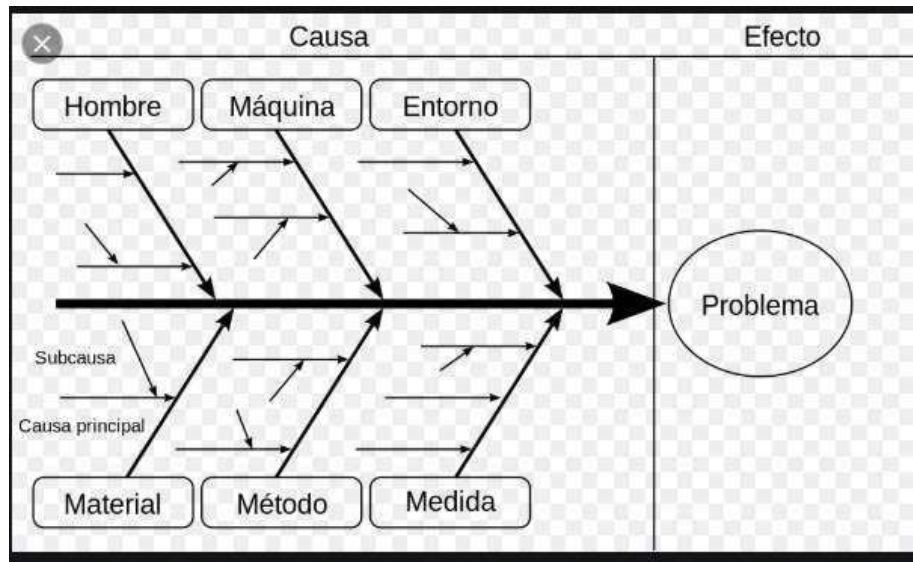 Causa
Efecto
Hombre
Máquina
Entorno
Problema
Subcausa
Causa principal
Material
Método
Medida